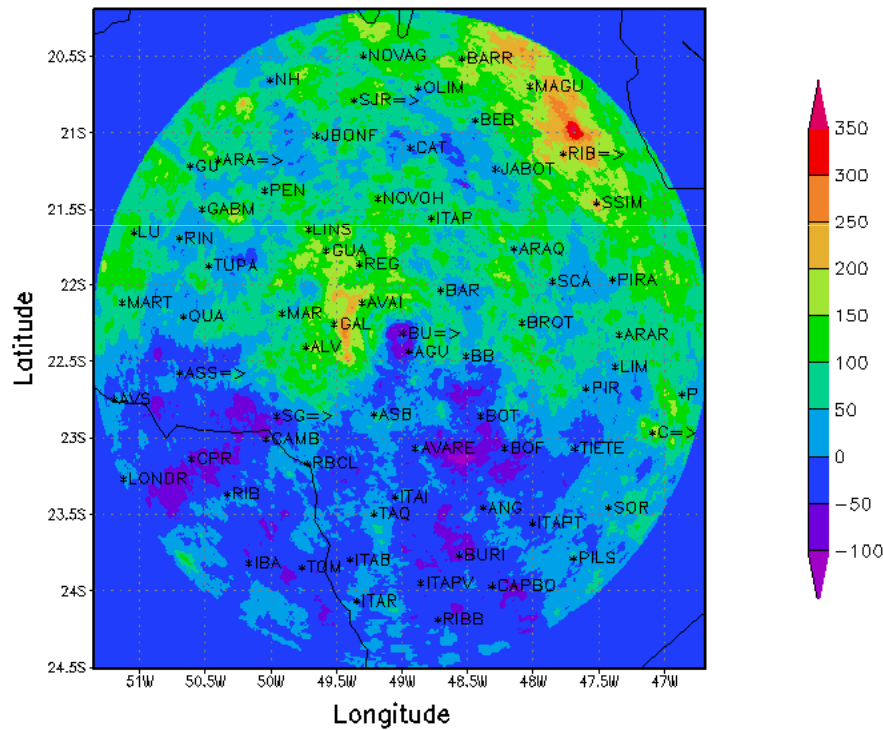 20.5S
*NOVAG
*BARR
*NH
*OLIM
*MAGU
*SJR=>
21S
*JBONF
*BEB
*CAT
*RIB=>
*GU
*ARA=>
*JABOT
*PEN
*NOVOH
*SSIM
21.5S
*GABM
*ITAP
*LU
*RIN
*LINS
*GUA
*ARAQ
*TUPA
*REG
22S
*SCA
*PIRA
*MART
*BAR
*QUA
*MAR
*AVAI
*GAL
*BROT
*BU=>
*ARAR
22.5S
*ALV
*AGU
*BB
*LIM
*ASS=>
*PIR
*AVS
*P
*SG=>
*ASB
*BOT
23S
*CAMB
*C=>
*CPR
*RBCL
*AVARE
*BOF
*TIETE
*LONDR
*RIB
*ITAI
23.5S
*TAQ
*ANG
*SOR
*ITAPT
*IBA
*TOM
*ITAB
*BURI
*PILS
24S
*ITAPV
*CAPBO
*ITAR
*RIBB
24.5S
51W 50.5W 50W 49.5W 49W 48.5W 48W 47.5W 47W
Longitude
Latitude
350
300
250
200
150
100
50
0
−50
−100